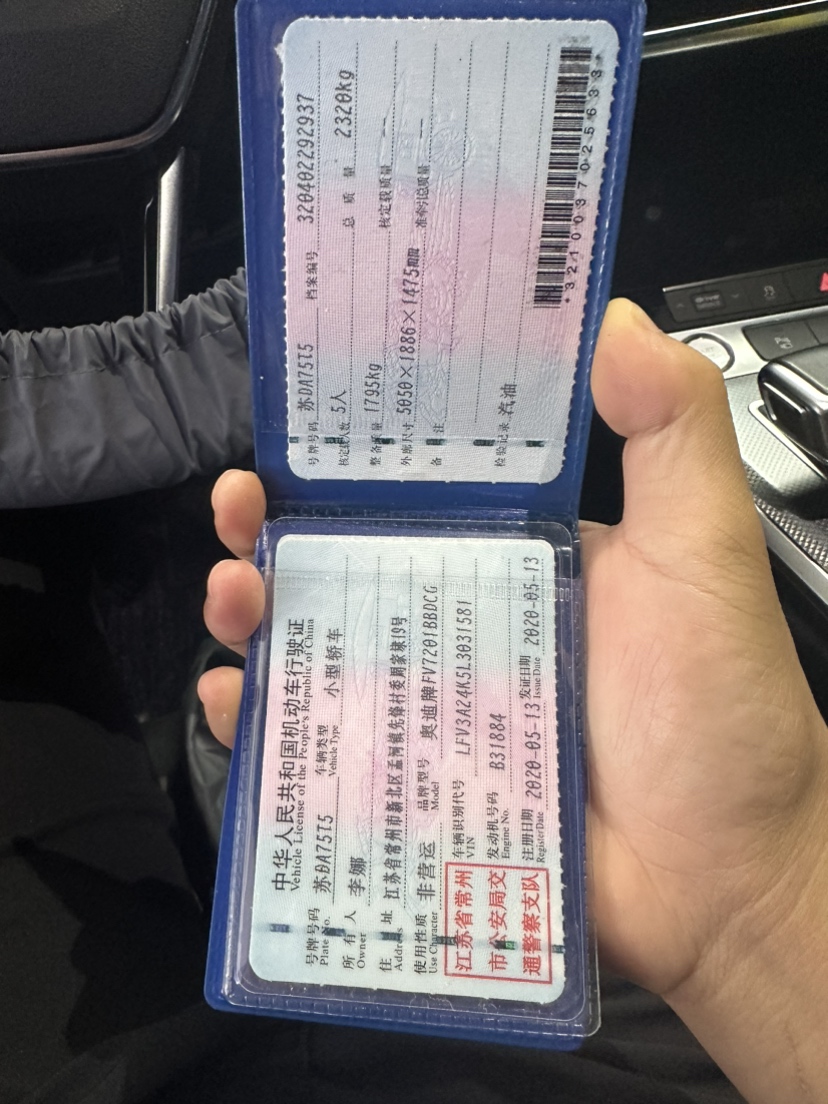 中华人民共和国机动车行驶证
Vehicle License of the People's Republic of China
号牌号码 苏DA75T5 车辆类型 小型轿车
Plate No. Vehicle Type
所有人 李娜
Owner
住址 江苏省常州市新北区孟河镇先锋村委周家埭19号
Address
使用性质 非营运 品牌型号 奥迪牌FV7201BBDCG
Use Character Model
江苏省常州
市公安局交
通警察支队
车辆识别代号 LFV3A24K5L3031581
VIN
发动机号码 B31884
Engine No.
注册日期 2020-05-13 发证日期 2020-05-13
Register Date Issue Date
号牌号码 苏DA75T5 档案编号 320402292937
核定载人数 5人 总质量 2320kg
整备质量 1795kg 核定载质量 --
外廓尺寸 5050×1886×1475mm 准牵引总质量 --
备注
检验记录 汽油
*3210037025633*